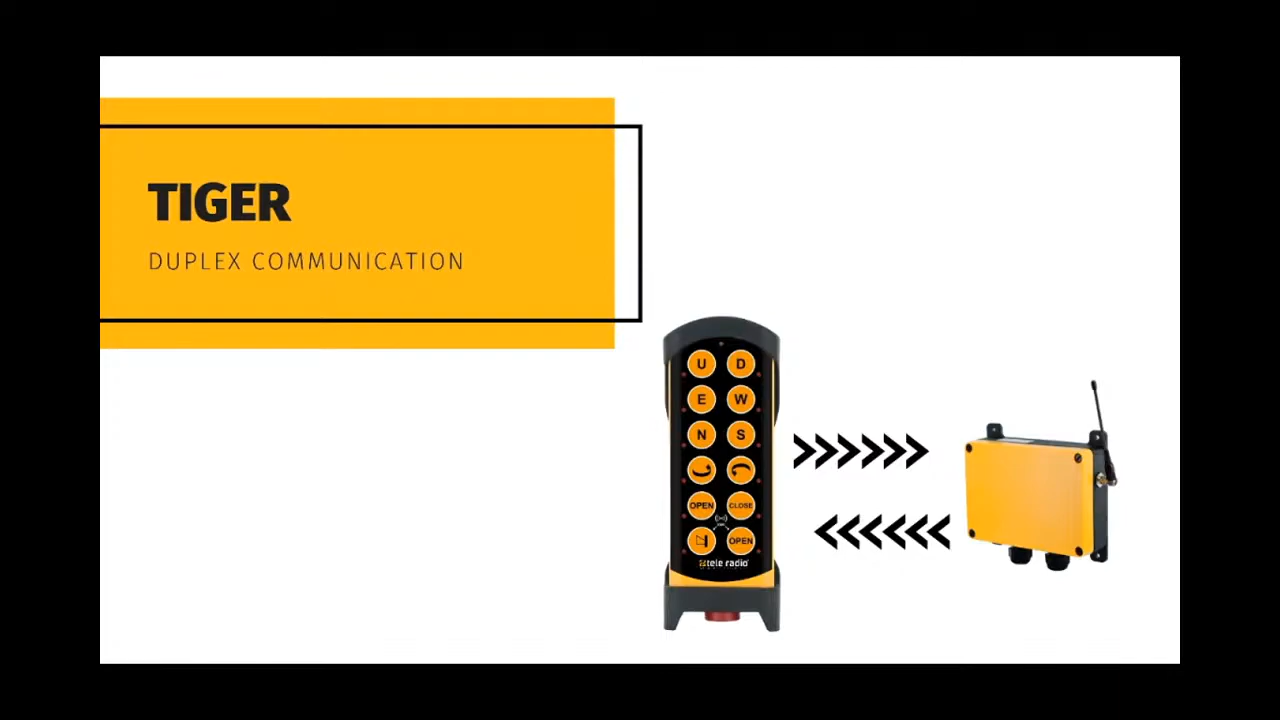 TIGER
DUPLEX COMMUNICATION
U D
E W
N S
OPEN CLOSE
OPEN
tele radio